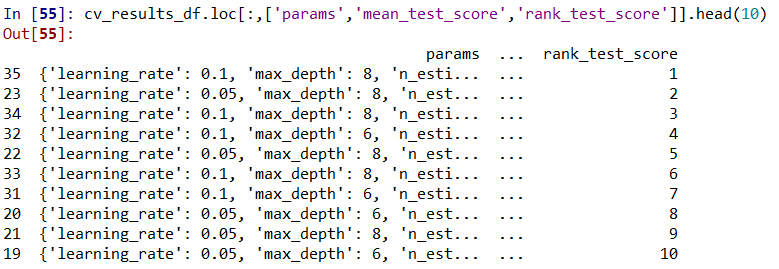 In [55]: cv_results_df.loc[:,['params','mean_test_score','rank_test_score']].head(10)
Out[55]:
params ... rank_test_score
35 {'learning_rate': 0.1, 'max_depth': 8, 'n_esti... ... 1
23 {'learning_rate': 0.05, 'max_depth': 8, 'n_est... ... 2
34 {'learning_rate': 0.1, 'max_depth': 8, 'n_esti... ... 3
32 {'learning_rate': 0.1, 'max_depth': 6, 'n_esti... ... 4
22 {'learning_rate': 0.05, 'max_depth': 8, 'n_est... ... 5
33 {'learning_rate': 0.1, 'max_depth': 8, 'n_esti... ... 6
31 {'learning_rate': 0.1, 'max_depth': 6, 'n_esti... ... 7
20 {'learning_rate': 0.05, 'max_depth': 6, 'n_est... ... 8
21 {'learning_rate': 0.05, 'max_depth': 8, 'n_est... ... 9
19 {'learning_rate': 0.05, 'max_depth': 6, 'n_est... ... 10